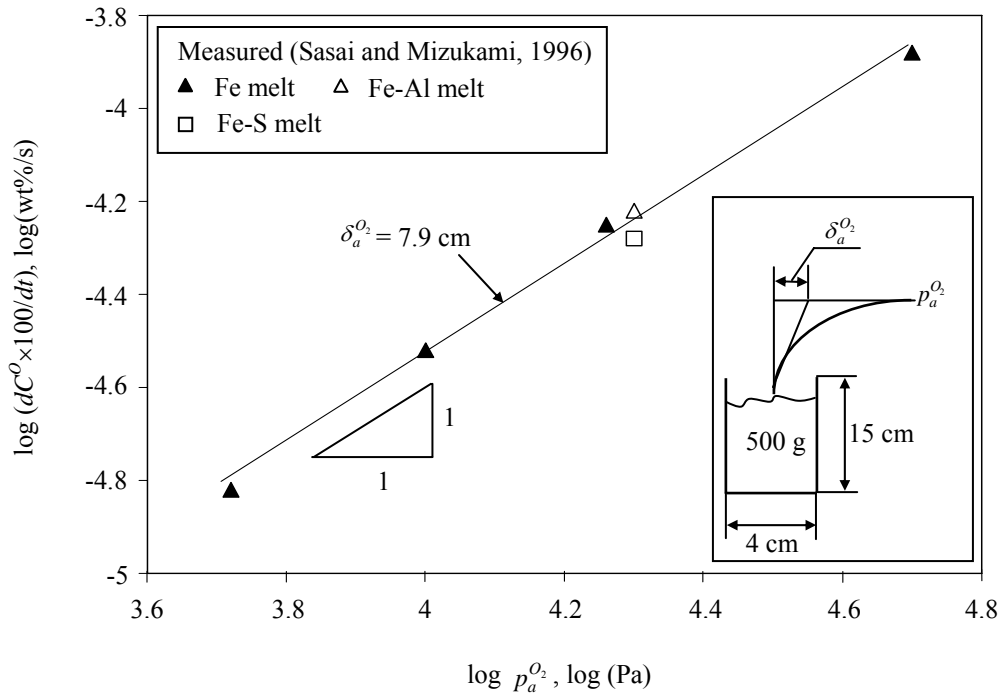 Measured (Sasai and Mizukami, 1996)
▲ Fe melt △ Fe-Al melt
□ Fe-S melt
-3.8
-4
-4.2
-4.4
-4.6
-4.8
-5
log (dC^O×100/dt), log(wt%/s)
δ_a^{O_2} = 7.9 cm
1
1
δ_a^{O_2}
p_a^{O_2}
500 g
15 cm
4 cm
3.6 3.8 4 4.2 4.4 4.6 4.8
log p_a^{O_2}, log (Pa)